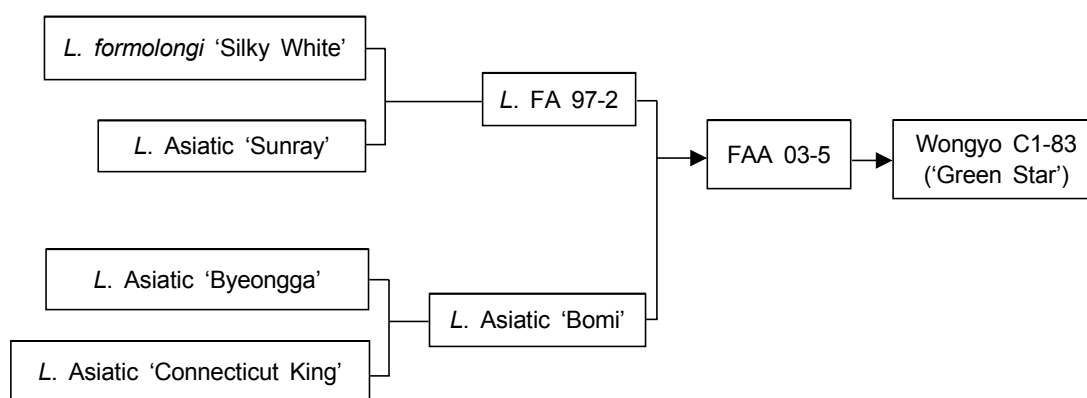 L. formolongi ‘Silky White’
L. Asiatic ‘Sunray’
L. FA 97-2
FAA 03-5
Wongyo C1-83
(‘Green Star’)
L. Asiatic ‘Byeongga’
L. Asiatic ‘Bomi’
L. Asiatic ‘Connecticut King’